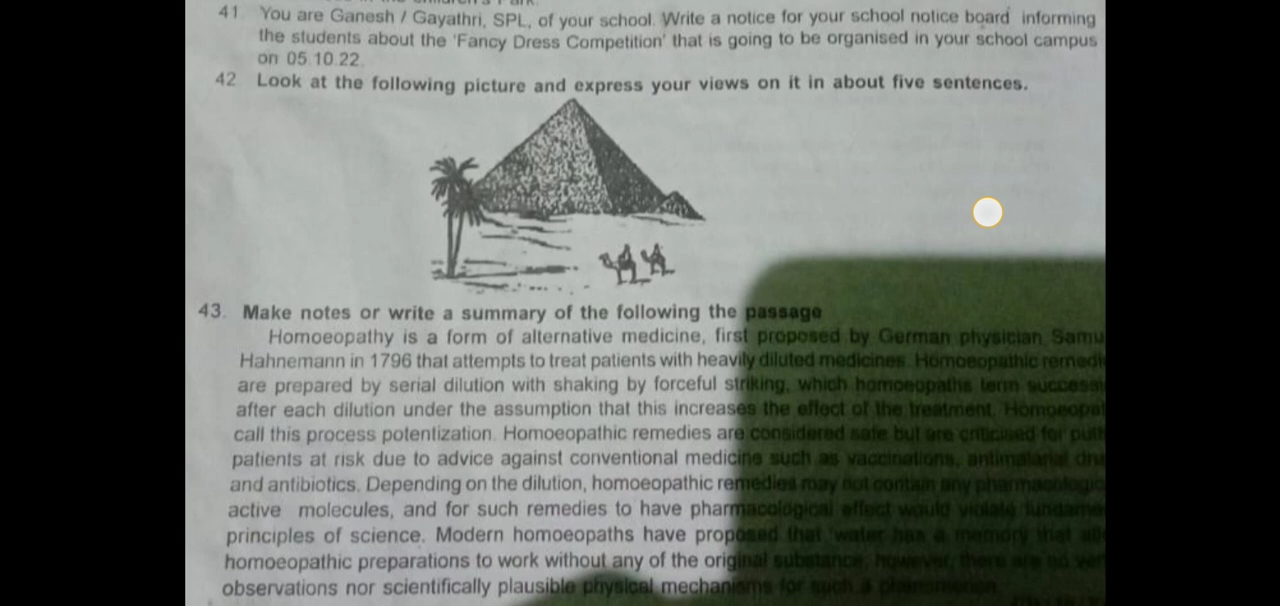 41. You are Ganesh / Gayathri, SPL, of your school. Write a notice for your school notice board informing
the students about the 'Fancy Dress Competition' that is going to be organised in your school campus
on 05.10.22.
42. Look at the following picture and express your views on it in about five sentences.
43. Make notes or write a summary of the following the passage
Homoeopathy is a form of alternative medicine, first proposed by German physician Samu
Hahnemann in 1796 that attempts to treat patients with heavily diluted medicines. Homoeopathic remedi
are prepared by serial dilution with shaking by forceful striking, which homoeopaths term success
after each dilution under the assumption that this increases the effect of the treatment. Homoeopat
call this process potentization. Homoeopathic remedies are considered safe but are criticised for putt
patients at risk due to advice against conventional medicine such as vaccinations, antimalarial dru
and antibiotics. Depending on the dilution, homoeopathic remedies may not contain any pharmacologic
active molecules, and for such remedies to have pharmacological effect would violate fundame
principles of science. Modern homoeopaths have proposed that water has a memory that all
homoeopathic preparations to work without any of the original substance, however, there are no veri
observations nor scientifically plausible physical mechanisms for such a phenomenon.